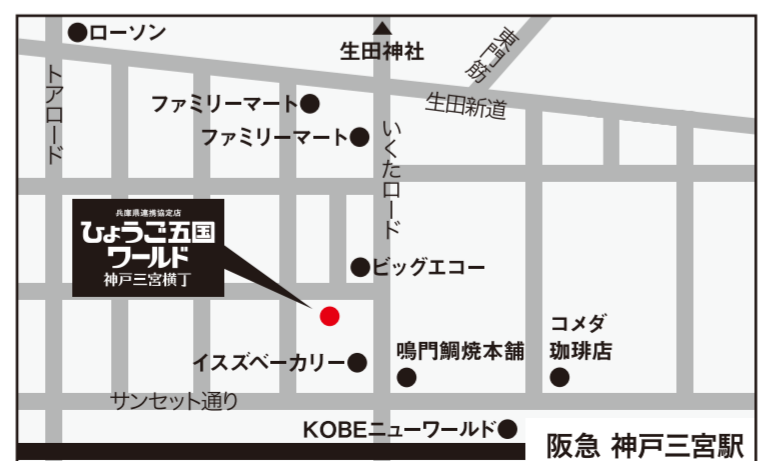 ローソン
生田神社
東門筋
トアロード
ファミリーマート
生田新道
ファミリーマート
いくたロード
兵庫県連携協定店
ひょうご五国
ワールド
神戸三宮横丁
ビッグエコー
イスズベーカリー
鳴門鯛焼本舗
コメダ
珈琲店
サンセット通り
KOBEニューワールド
阪急 神戸三宮駅